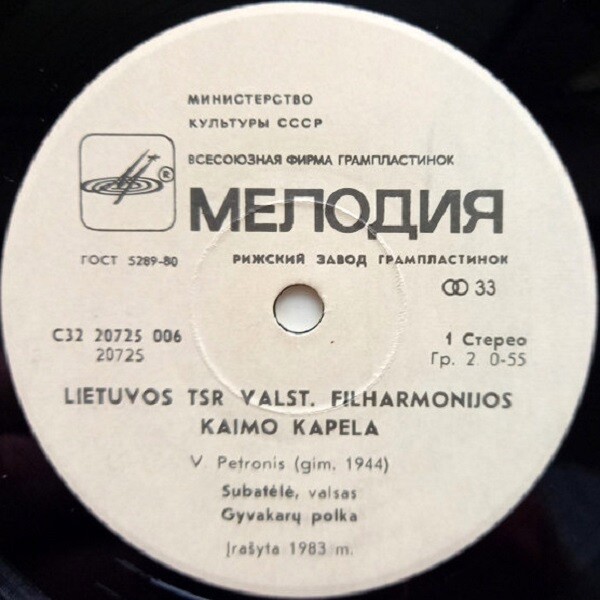 МИНИСТЕРСТВО
КУЛЬТУРЫ СССР
ВСЕСОЮЗНАЯ ФИРМА ГРАМПЛАСТИНОК
®
МЕЛОДИЯ
ГОСТ 5289-80
РИЖСКИЙ ЗАВОД ГРАМПЛАСТИНОК
33
С32 20725 006
20725
1 Стерео
Гр. 2. 0-55
LIETUVOS TSR VALST. FILHARMONIJOS
KAIMO KAPELA
V. Petronis (gim. 1944)
Subatėlė, valsas
Gyvakarų polka
Įrašyta 1983 m.